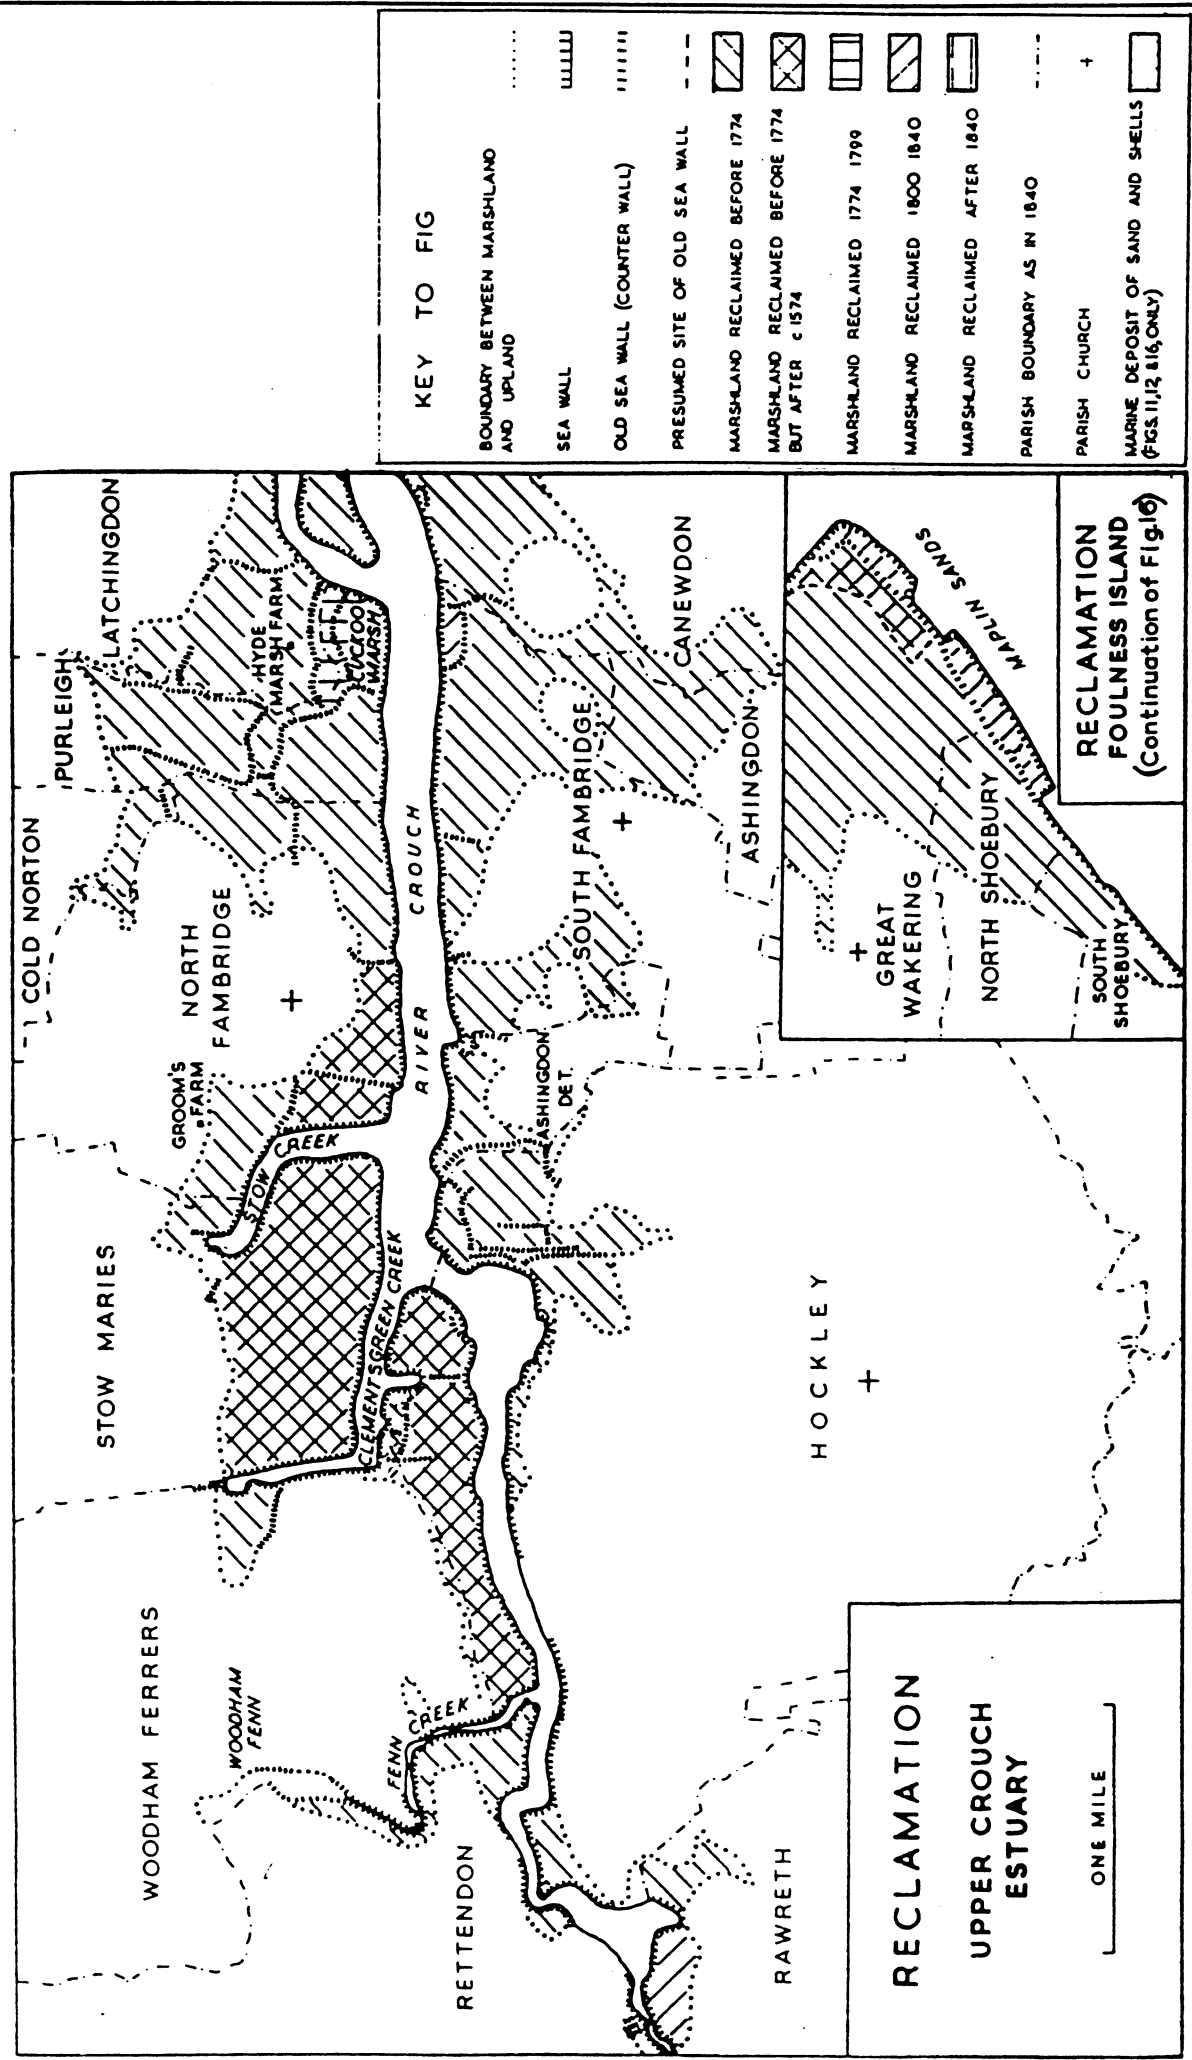 KEY TO FIG
BOUNDARY BETWEEN MARSHLAND
AND UPLAND
SEA WALL
OLD SEA WALL (COUNTER WALL)
PRESUMED SITE OF OLD SEA WALL
MARSHLAND RECLAIMED BEFORE 1774
MARSHLAND RECLAIMED BEFORE 1774
BUT AFTER c 1574
MARSHLAND RECLAIMED 1774 1799
MARSHLAND RECLAIMED 1800 1840
MARSHLAND RECLAIMED AFTER 1840
PARISH BOUNDARY AS IN 1840
PARISH CHURCH
MARINE DEPOSIT OF SAND AND SHELLS
(FIGS. 11,12, &16, ONLY)
COLD NORTON
PURLEIGH
LATCHINGDON
STOW MARIES
WOODHAM FERRERS
WOODHAM
FENN
GROOM'S
FARM
NORTH
FAMBRIDGE
HYDE
MARSH FARM
CUCKOO
MARSH
STOW CREEK
CLEMENTSGREEN CREEK
FENN CREEK
RIVER CROUCH
RETTENDON
RAWRETH
HOCKLEY
ASHINGDON
DET.
SOUTH FAMBRIDGE
CANEWDON
ASHINGDON
GREAT
WAKERING
NORTH SHOEBURY
SOUTH
SHOEBURY
MAPLIN SANDS
RECLAMATION
FOULNESS ISLAND
(Continuation of Fig.16)
RECLAMATION
UPPER CROUCH
ESTUARY
ONE MILE